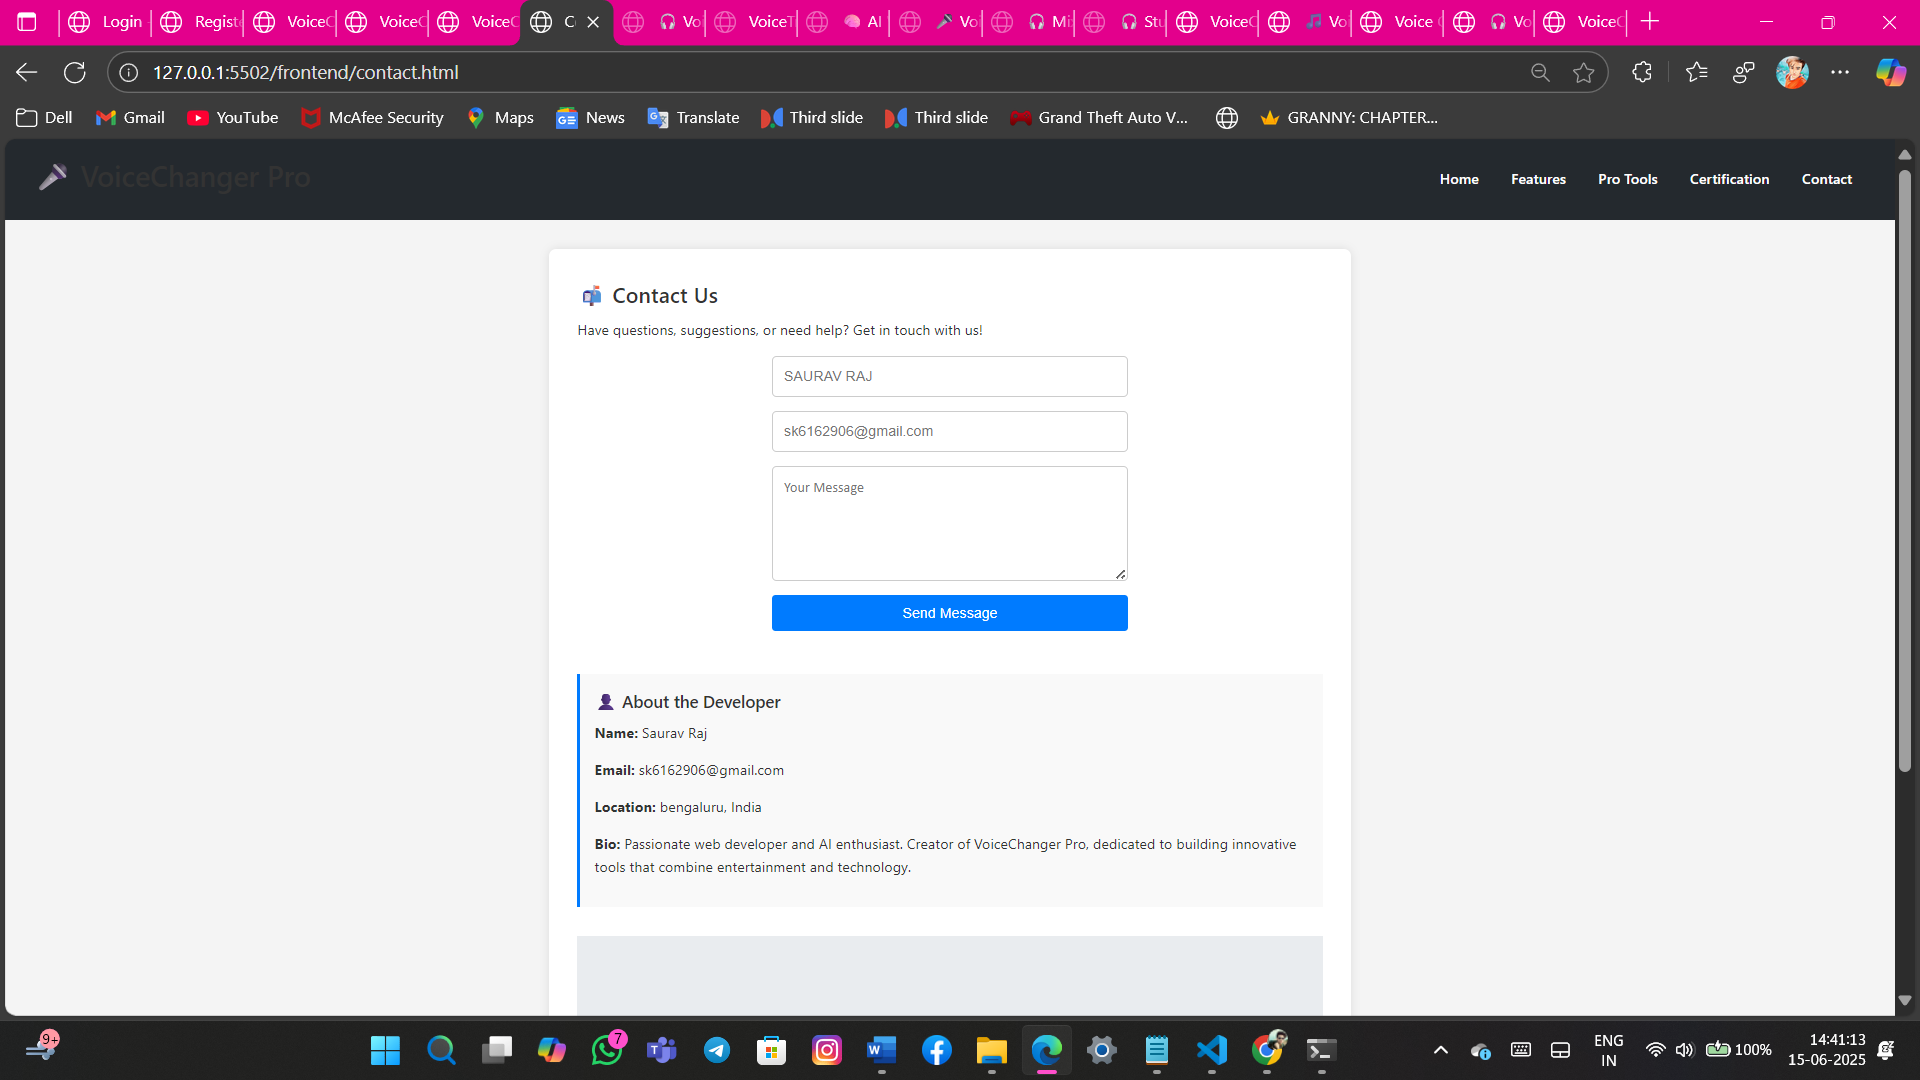 Login
Regist
VoiceC
VoiceC
VoiceC
Co
Vo
VoiceT
AI
Vo
Mi
Stu
VoiceC
Vo
Voice
Vo
VoiceC
127.0.0.1:5502/frontend/contact.html
Dell
Gmail
YouTube
McAfee Security
Maps
News
Translate
Third slide
Third slide
Grand Theft Auto V...
GRANNY: CHAPTER...
VoiceChanger Pro
Home
Features
Pro Tools
Certification
Contact
Contact Us
Have questions, suggestions, or need help? Get in touch with us!
SAURAV RAJ
sk6162906@gmail.com
Your Message
Send Message
About the Developer
Name: Saurav Raj
Email: sk6162906@gmail.com
Location: bengaluru, India
Bio: Passionate web developer and AI enthusiast. Creator of VoiceChanger Pro, dedicated to building innovative
tools that combine entertainment and technology.
9+
7
ENG
IN
100%
14:41:13
15-06-2025